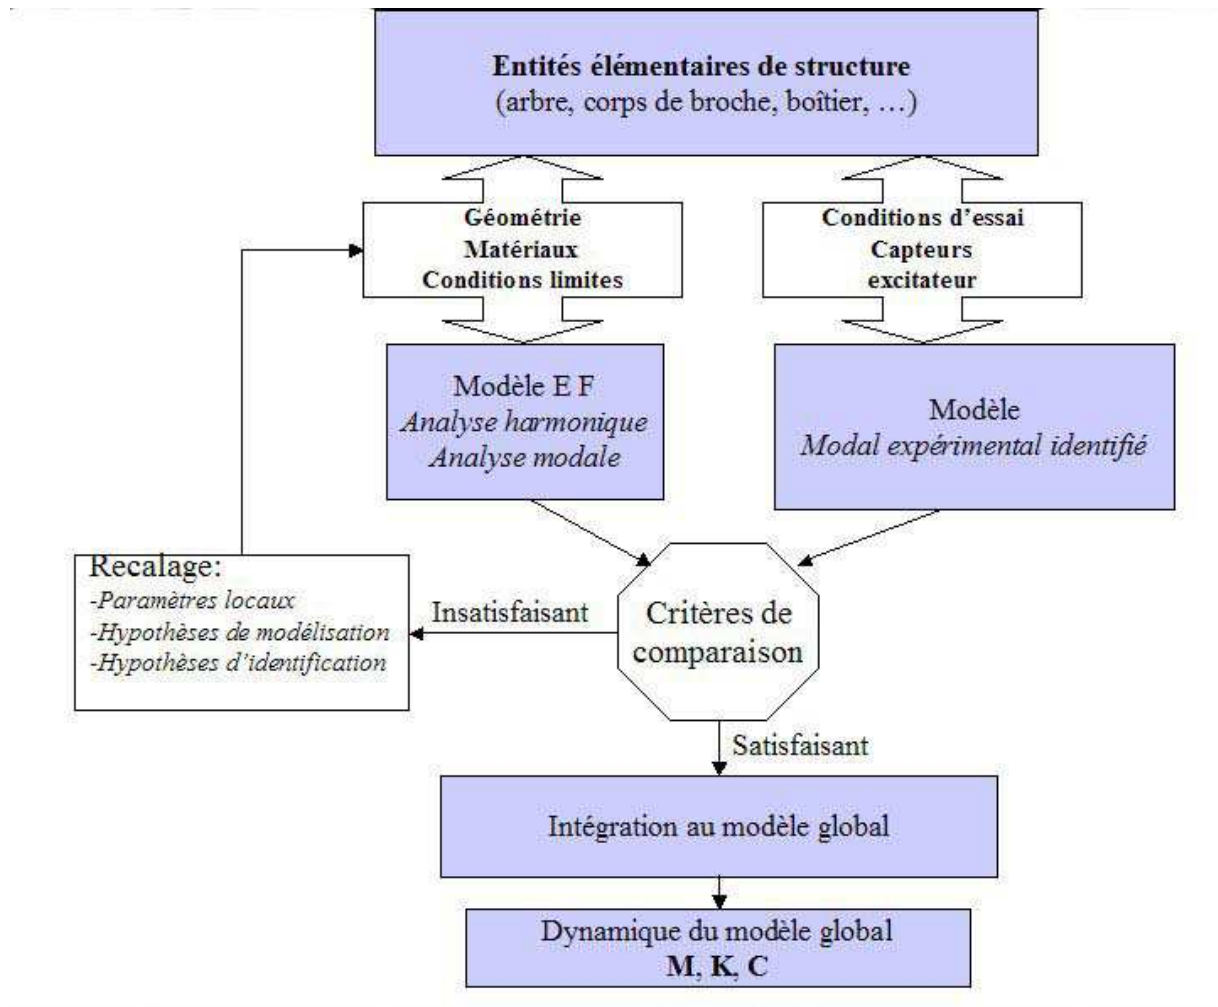 Entités élémentaires de structure
(arbre, corps de broche, boîtier, …)
Géométrie
Matériaux
Conditions limites
Conditions d’essai
Capteurs
excitateur
Modèle E F
Analyse harmonique
Analyse modale
Modèle
Modal expérimental identifié
Recalage:
-Paramètres locaux
-Hypothèses de modélisation
-Hypothèses d’identification
Insatisfaisant
Critères de
comparaison
Satisfaisant
Intégration au modèle global
Dynamique du modèle global
M, K, C